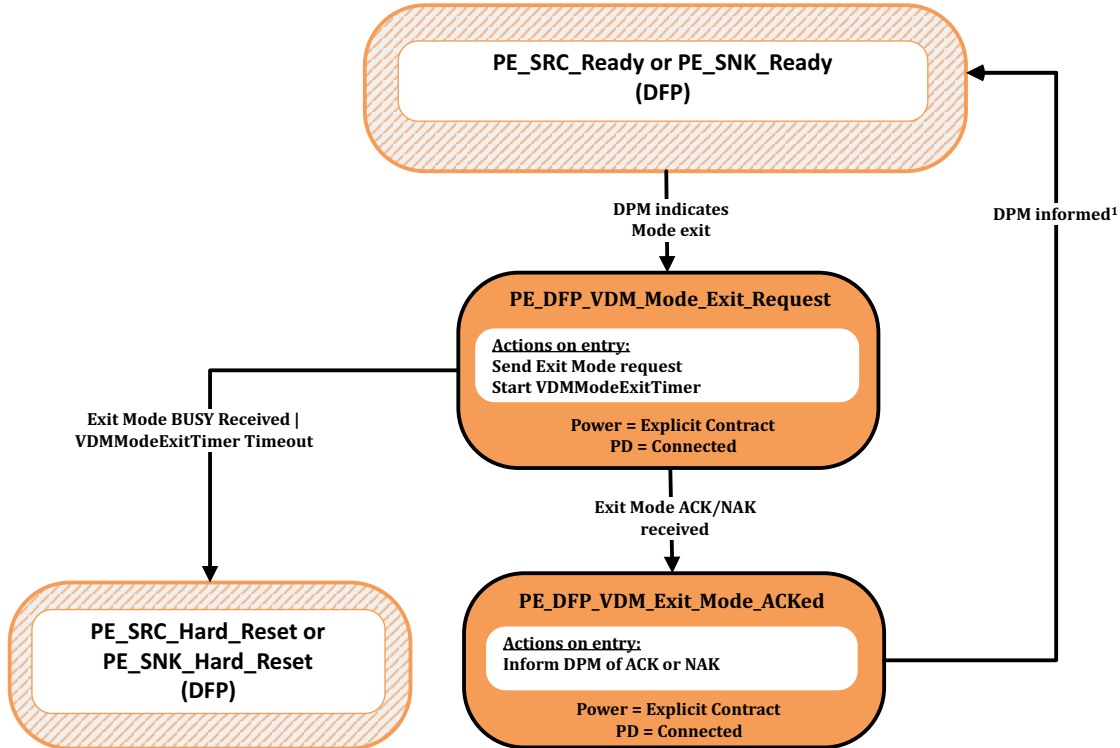 PE_SRC_Ready or PE_SNK_Ready
(DFP)
DPM indicates
Mode exit
DPM informed¹
PE_DFP_VDM_Mode_Exit_Request
Actions on entry:
Send Exit Mode request
Start VDMModeExitTimer
Power = Explicit Contract
PD = Connected
Exit Mode BUSY Received |
VDMModeExitTimer Timeout
Exit Mode ACK/NAK
received
PE_SRC_Hard_Reset or
PE_SNK_Hard_Reset
(DFP)
PE_DFP_VDM_Exit_Mode_ACKed
Actions on entry:
Inform DPM of ACK or NAK
Power = Explicit Contract
PD = Connected